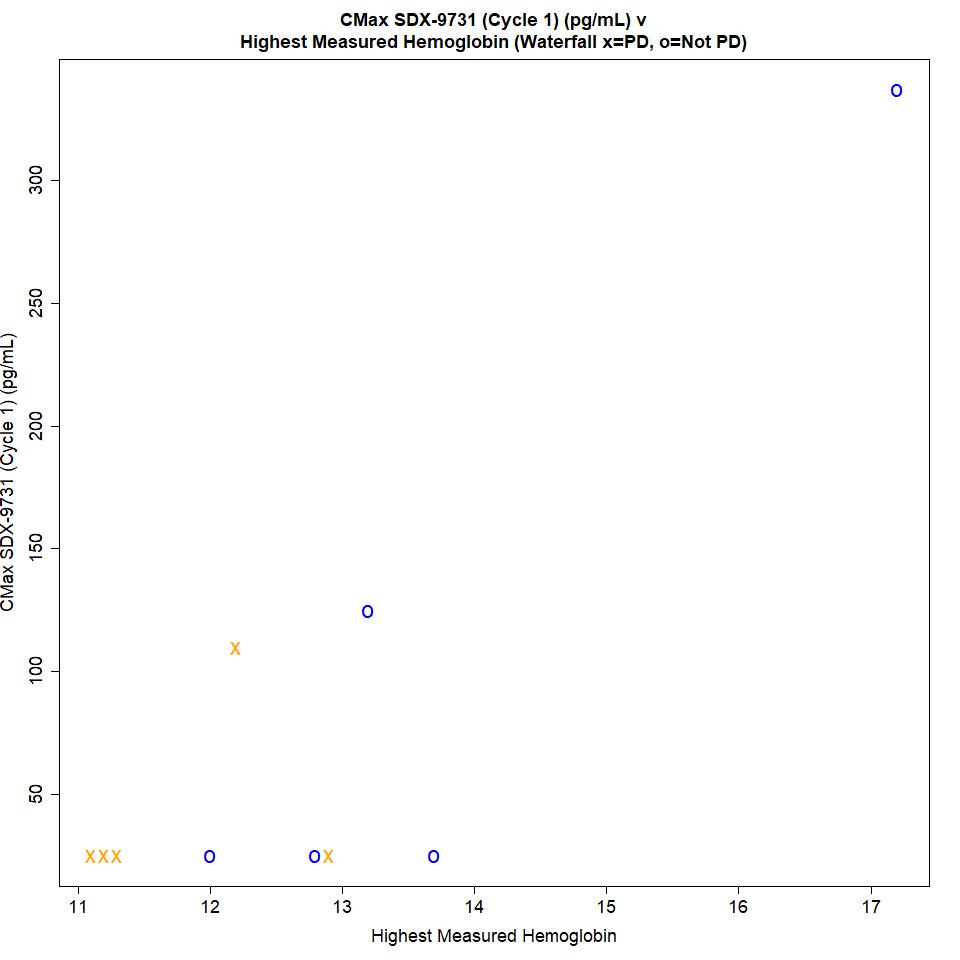 CMax SDX-9731 (Cycle 1) (pg/mL) v
Highest Measured Hemoglobin (Waterfall x=PD, o=Not PD)
CMax SDX-9731 (Cycle 1) (pg/mL)
300
250
200
150
100
50
o
o
x
x x x o o x o
11 12 13 14 15 16 17
Highest Measured Hemoglobin